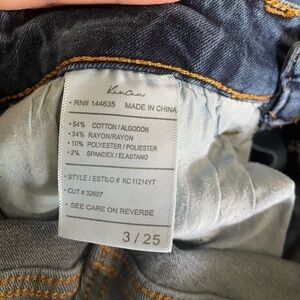 KanCan
• RN# 144635 MADE IN CHINA
• 54% COTTON/ALGODON
• 34% RAYON/RAYON
• 10% POLYESTER/POLIESTER
• 2% SPANDEX/ELASTANO
• STYLE/ESTILO # KC11214YT
• CUT # 32607
• SEE CARE ON REVERSE
3 / 25